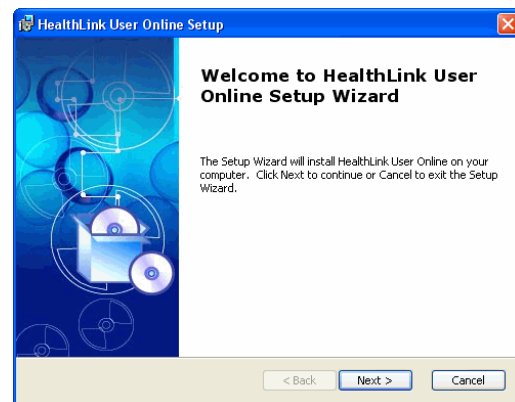 HealthLink User Online Setup
Welcome to HealthLink User
Online Setup Wizard
The Setup Wizard will install HealthLink User Online on your
computer. Click Next to continue or Cancel to exit the Setup
Wizard.
< Back
Next >
Cancel